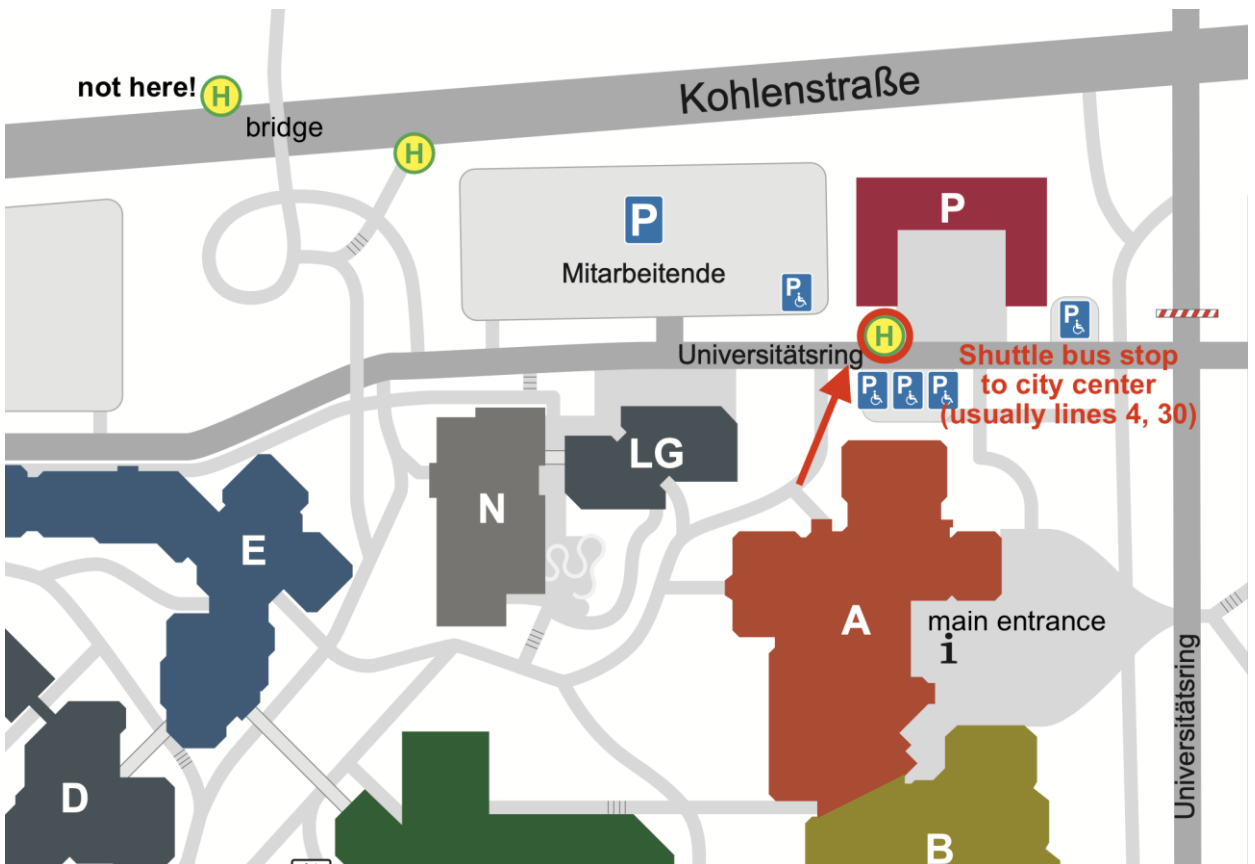 not here!
H
bridge
H
Kohlenstraße
P
Mitarbeitende
P
P
H
P
Universitätsring
Shuttle bus stop
to city center
(usually lines 4, 30)
P
P
P
LG
N
E
A
main entrance
i
Universitätsring
D
B